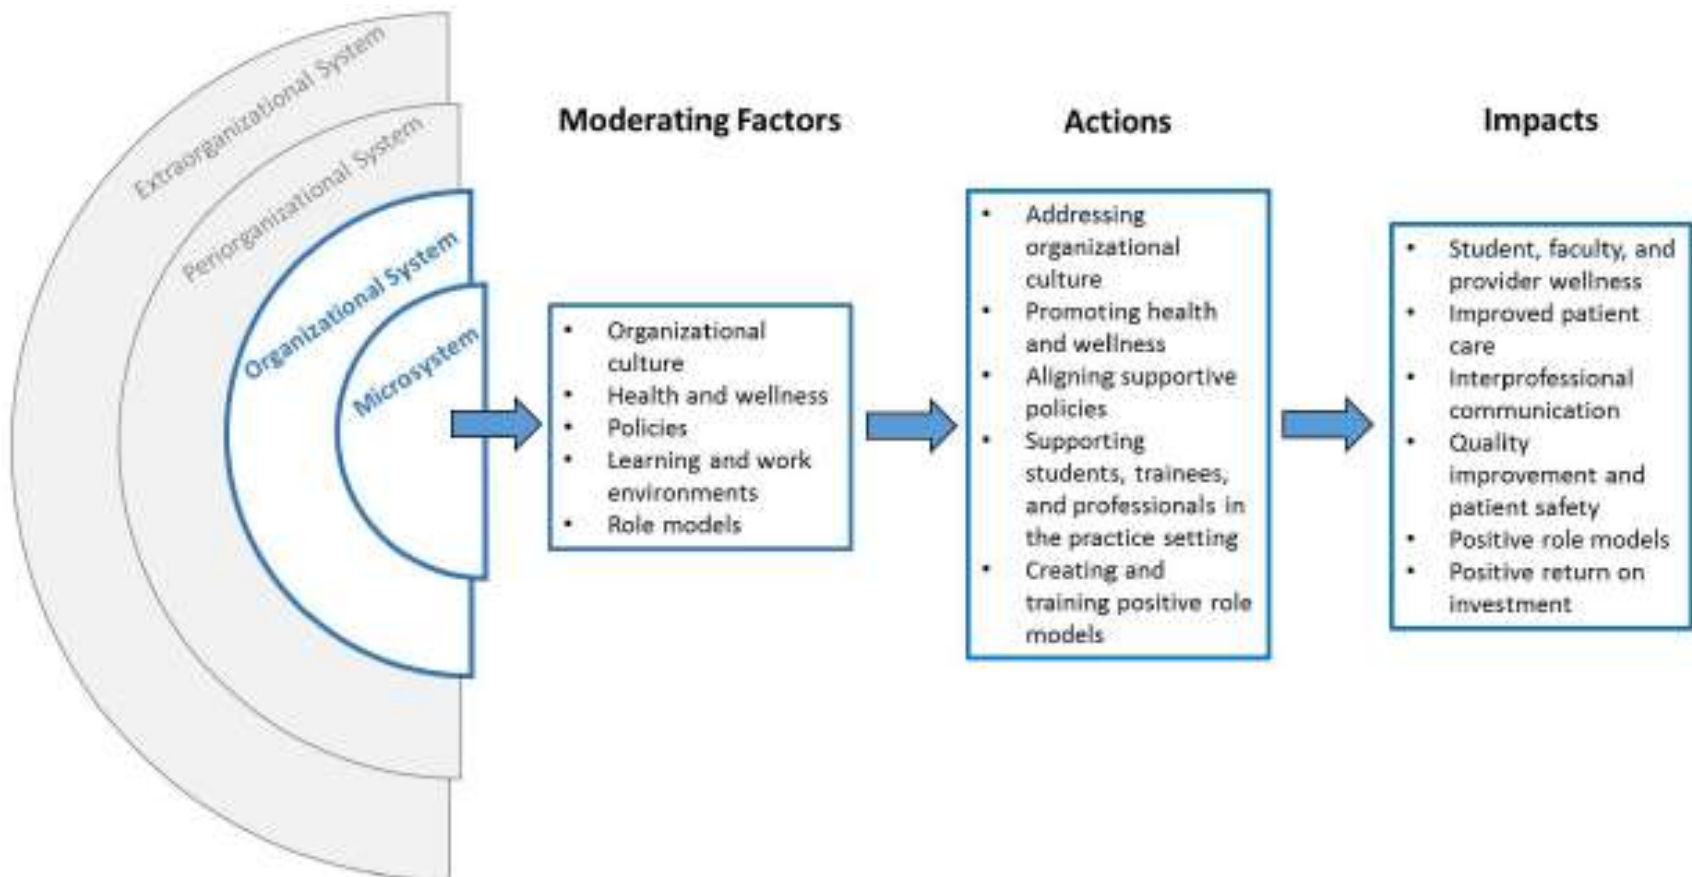 Extraorganizational System
Periorganizational System
Organizational System
Microsystem
Moderating Factors
• Organizational
culture
• Health and wellness
• Policies
• Learning and work
environments
• Role models
Actions
• Addressing
organizational
culture
• Promoting health
and wellness
• Aligning supportive
policies
• Supporting
students, trainees,
and professionals in
the practice setting
• Creating and
training positive role
models
Impacts
• Student, faculty, and
provider wellness
• Improved patient
care
• Interprofessional
communication
• Quality
improvement and
patient safety
• Positive role models
• Positive return on
investment